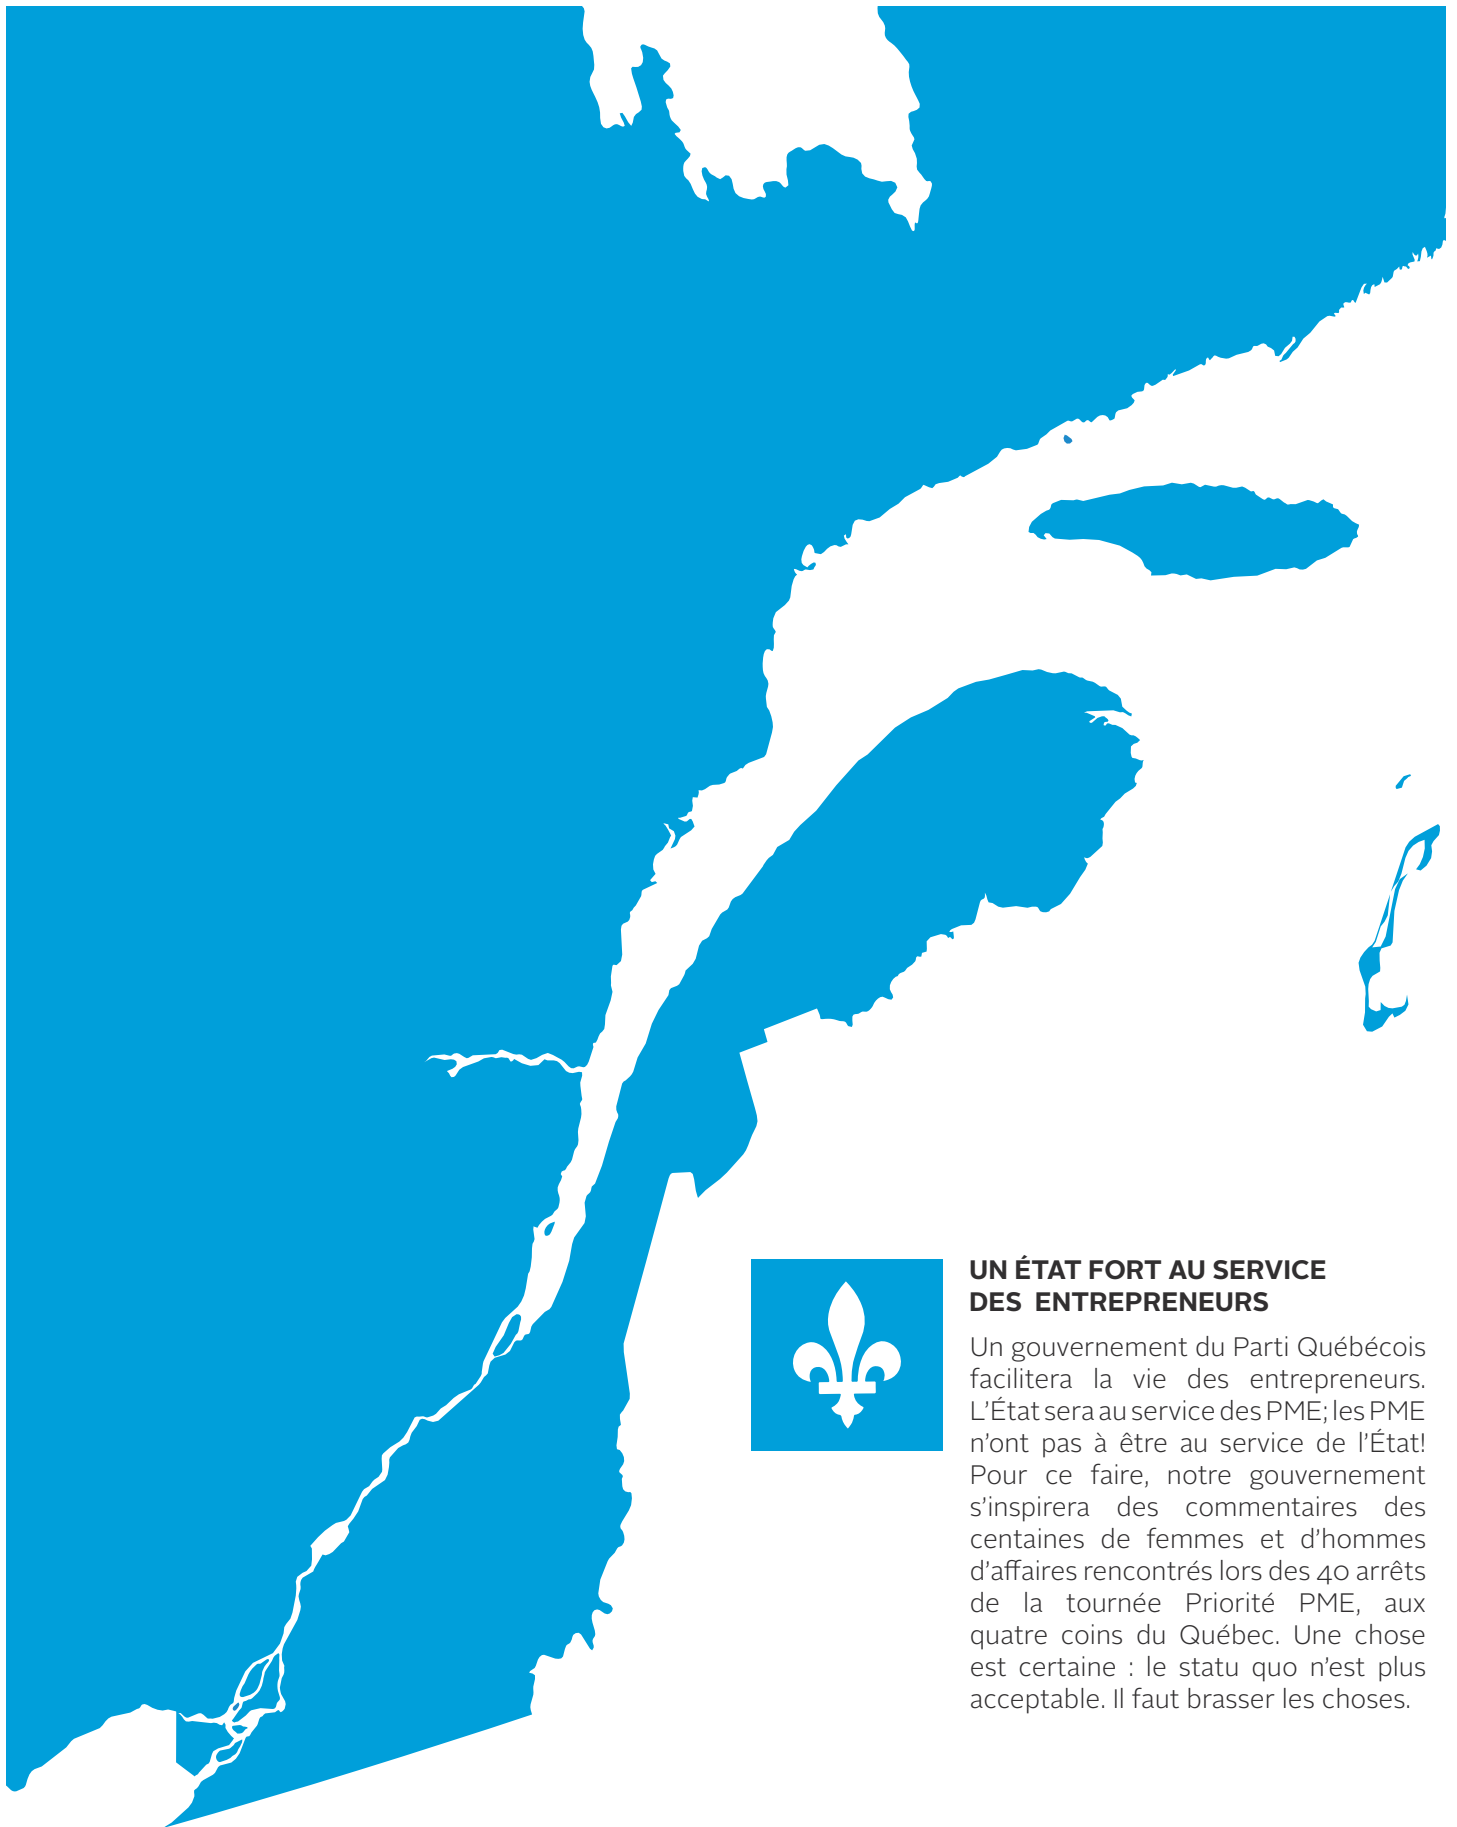 UN ÉTAT FORT AU SERVICE
DES ENTREPRENEURS
Un gouvernement du Parti Québécois
facilitera la vie des entrepreneurs.
L’État sera au service des PME; les PME
n’ont pas à être au service de l’État!
Pour ce faire, notre gouvernement
s’inspirera des commentaires des
centaines de femmes et d’hommes
d’affaires rencontrés lors des 40 arrêts
de la tournée Priorité PME, aux
quatre coins du Québec. Une chose
est certaine : le statu quo n’est plus
acceptable. Il faut brasser les choses.